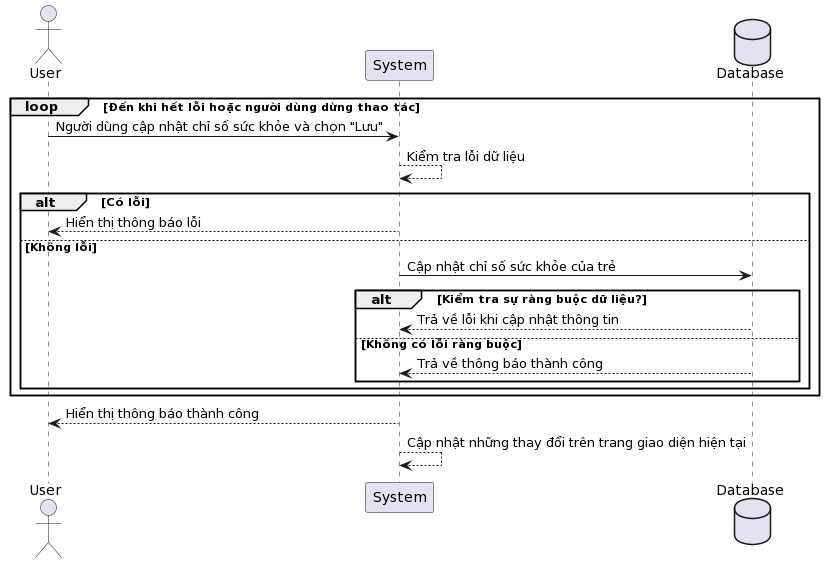 User
System
Database
loop [Đến khi hết lỗi hoặc người dùng dừng thao tác]
Người dùng cập nhật chỉ số sức khỏe và chọn "Lưu"
Kiểm tra lỗi dữ liệu
alt [Có lỗi]
Hiển thị thông báo lỗi
[Không lỗi]
Cập nhật chỉ số sức khỏe của trẻ
alt [Kiểm tra sự ràng buộc dữ liệu?]
Trả về lỗi khi cập nhật thông tin
[Không có lỗi ràng buộc]
Trả về thông báo thành công
Hiển thị thông báo thành công
Cập nhật những thay đổi trên trang giao diện hiện tại
User
System
Database